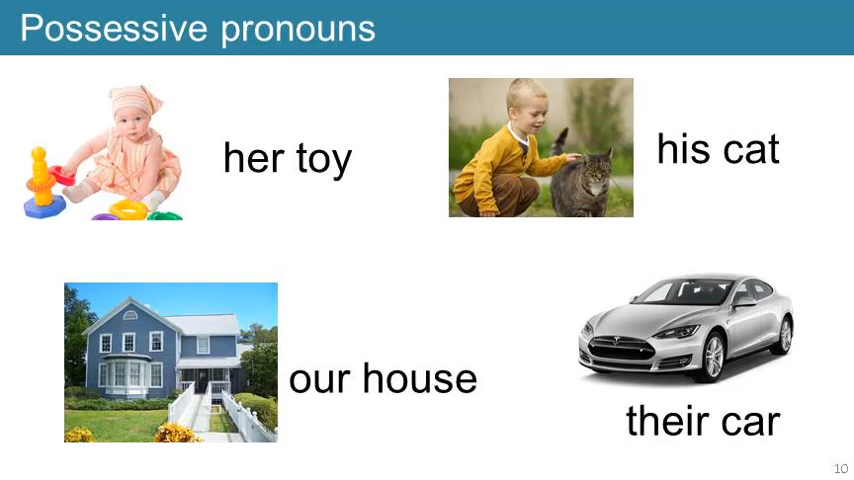 Possessive pronouns
her toy
his cat
our house
their car
10